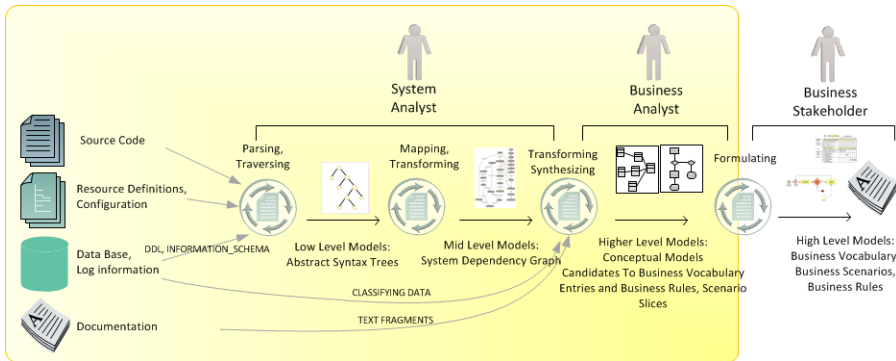 System
Analyst
Business
Analyst
Business
Stakeholder
Source Code
Resource Definitions,
Configuration
Data Base,
Log information
Documentation
Parsing,
Traversing
Mapping,
Transforming
Transforming
Synthesizing
Formulating
DDL, INFORMATION_SCHEMA
Low Level Models:
Abstract Syntax Trees
Mid Level Models:
System Dependency Graph
Higher Level Models:
Conceptual Models
Candidates To Business Vocabulary
Entries and Business Rules, Scenario
Slices
High Level Models:
Business Vocabulary
Business Scenarios,
Business Rules
CLASSIFYING DATA
TEXT FRAGMENTS
A
A